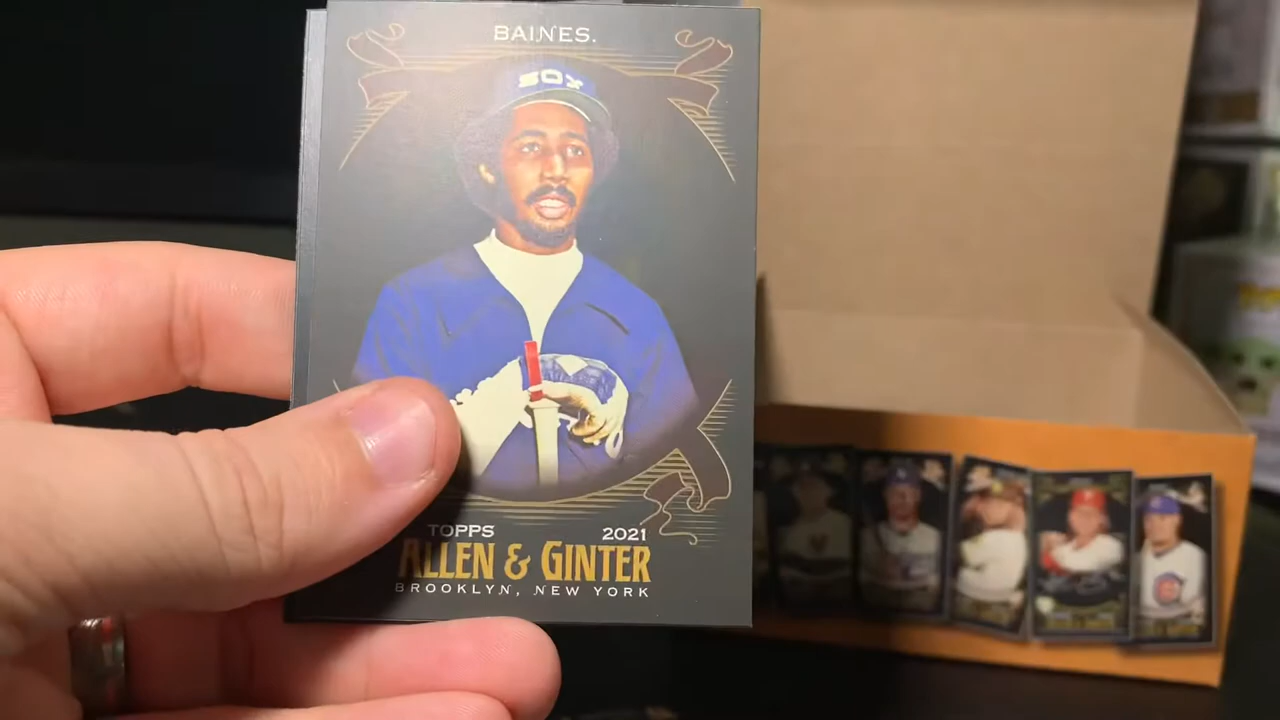 BAINES.
SOX
TOPPS 2021
ALLEN & GINTER
BROOKLYN, NEW YORK